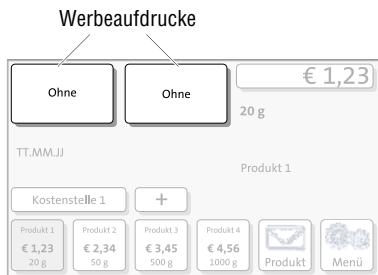 Werbeaufdrucke
Ohne Ohne € 1,23
20 g
TT.MM.JJ
Produkt 1
Kostenstelle 1 +
Produkt 1 Produkt 2 Produkt 3 Produkt 4
€ 1,23 € 2,34 € 3,45 € 4,56
20 g 50 g 500 g 1000 g Produkt Menü